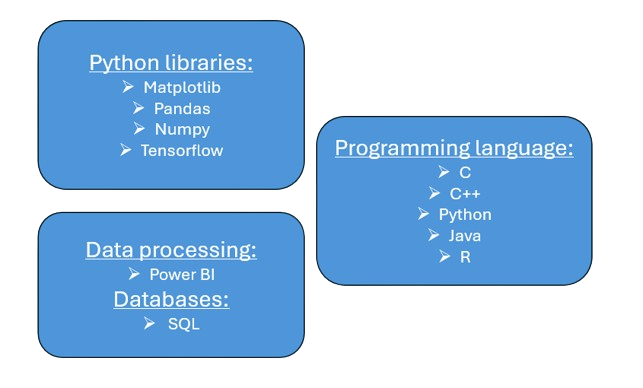 Python libraries:
➢ Matplotlib
➢ Pandas
➢ Numpy
➢ Tensorflow
Programming language:
➢ C
➢ C++
➢ Python
➢ Java
➢ R
Data processing:
➢ Power BI
Databases:
➢ SQL